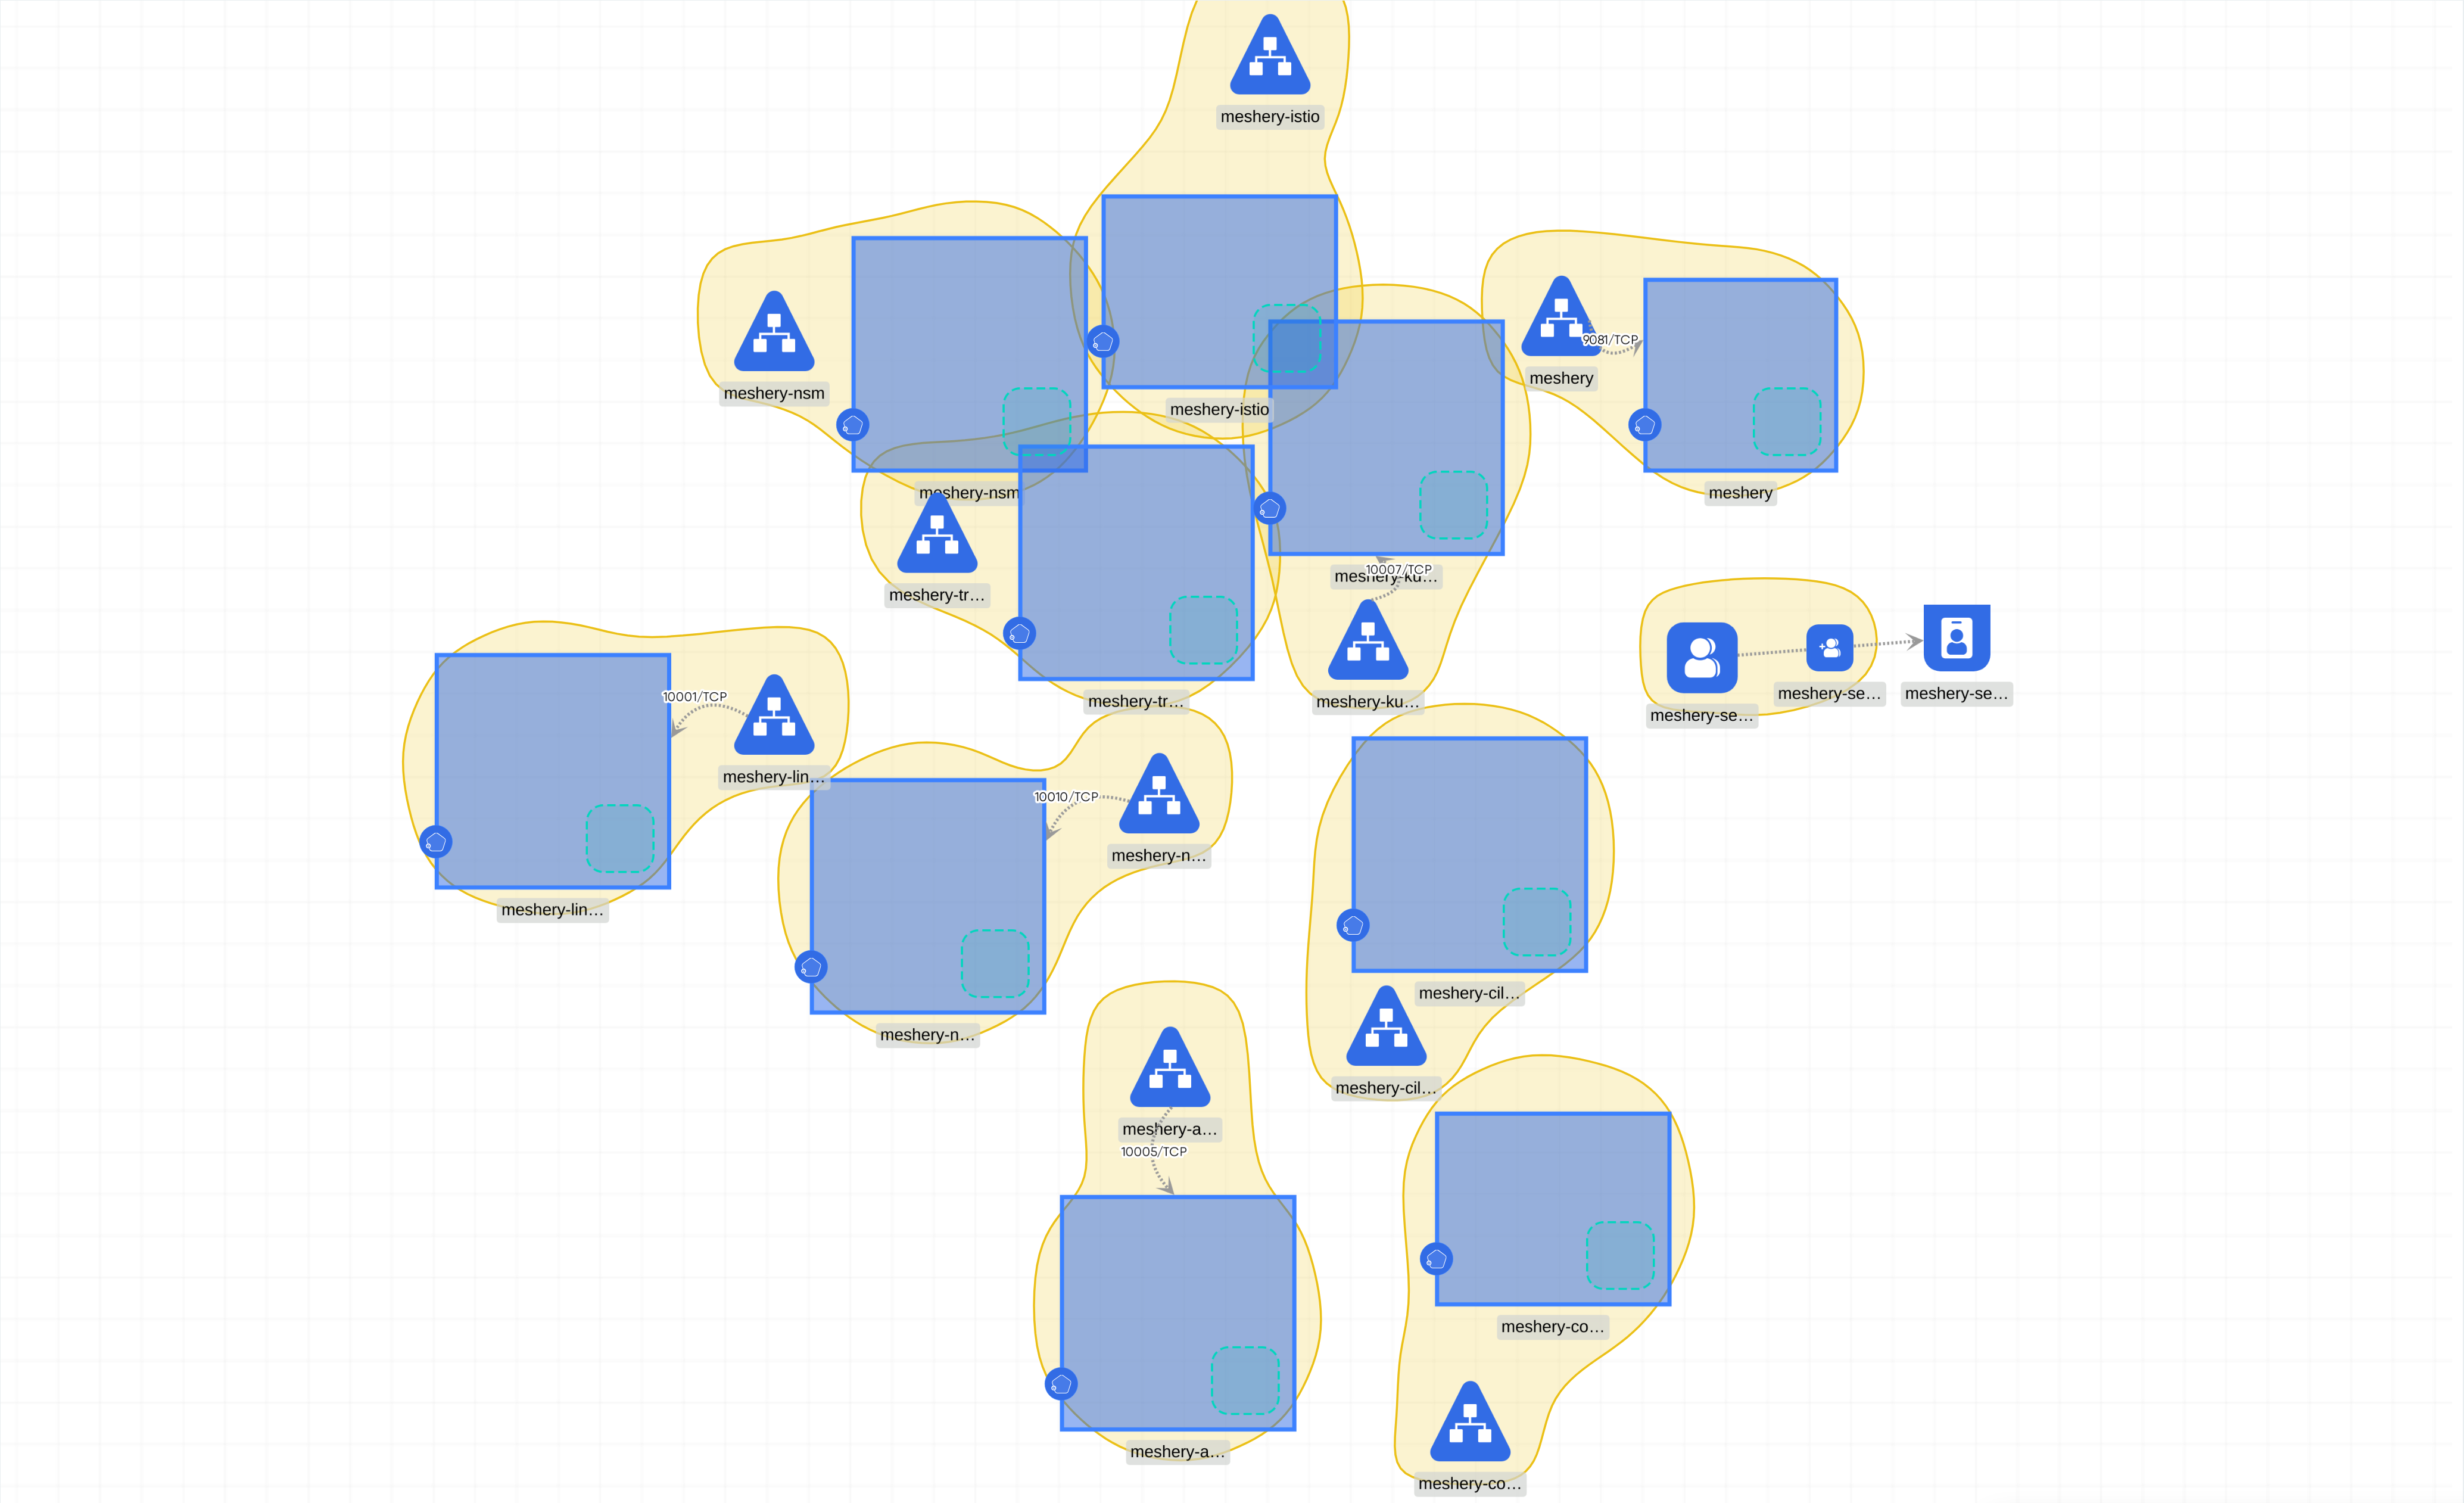 meshery-istio
meshery-nsm
meshery-istio
9081/TCP
meshery
meshery-nsm
meshery
meshery-tr…
meshery-ku…
10007/TCP
meshery-tr…
meshery-ku…
meshery-se…
meshery-se…
meshery-se…
10001/TCP
meshery-lin…
meshery-lin…
10010/TCP
meshery-n…
meshery-n…
meshery-cil…
meshery-cil…
meshery-a…
10005/TCP
meshery-a…
meshery-co…
meshery-co…